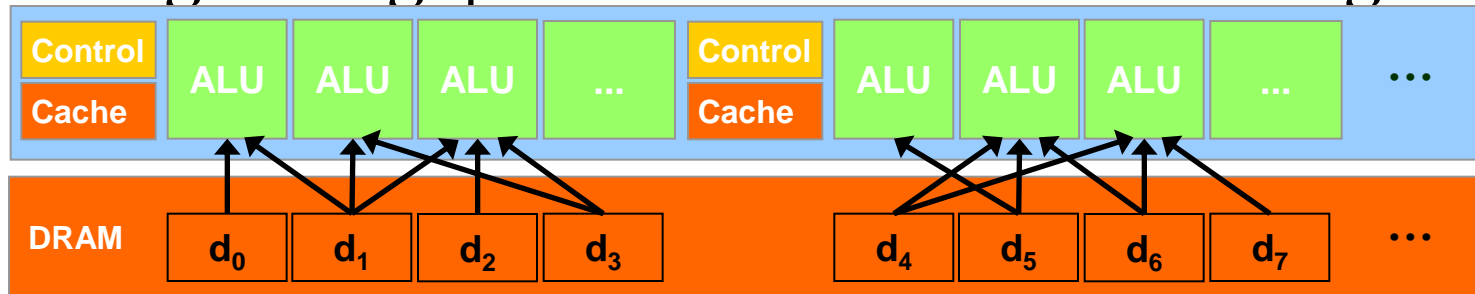 Control ALU ALU ALU ... Control ALU ALU ALU ... ...
Cache Cache
DRAM d0 d1 d2 d3 d4 d5 d6 d7 ...